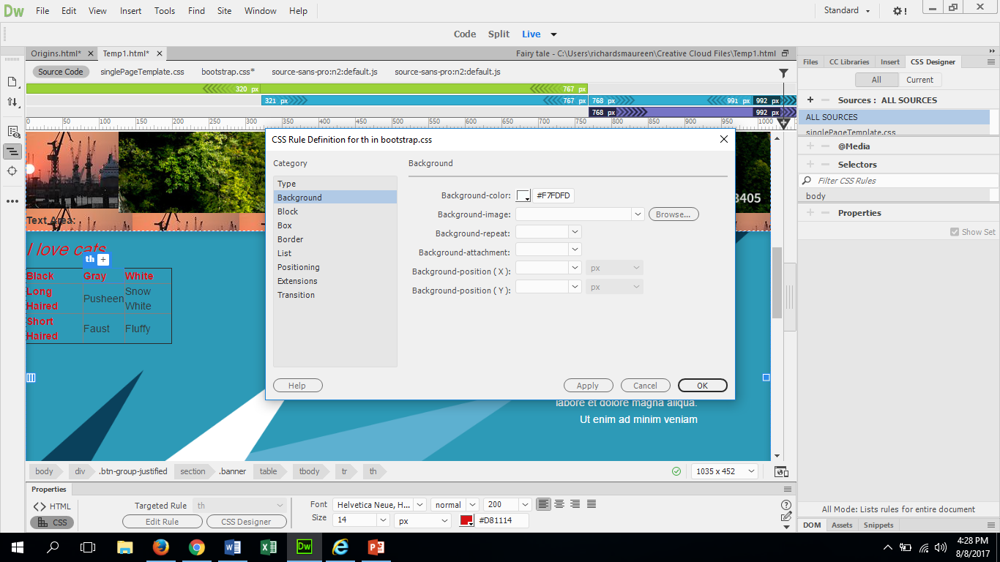 Dw File Edit View Insert Tools Find Site Window Help Standard
Code Split Live
Origins.html* Temp1.html* Fairy tale - C:\Users\richardsmaureen\Creative Cloud Files\Temp1.html
Source Code singlePageTemplate.css bootstrap.css* source-sans-pro:n2:default.js source-sans-pro:n2:default.js
320 px 767 px
321 px 767 px 768 px 991 px 992 px
768 px 992 px
0 50 100 150 200 250 300 350 400 450 500 550 600 650 700 750 800 850 900 950 1000
Files CC Libraries Insert CSS Designer
All Current
Sources : ALL SOURCES
ALL SOURCES
singlePageTemplate.css
@Media
Selectors
Filter CSS Rules
body
Properties
Show Set
All Mode: Lists rules for entire document
DOM Assets Snippets
3405
Text Area:
I love cats
th +
Black Gray White
Long Haired Pusheen Snow White
Short Haired Faust Fluffy
CSS Rule Definition for th in bootstrap.css
Category
Type
Background
Block
Box
Border
List
Positioning
Extensions
Transition
Background
Background-color: #F7FDFD
Background-image: Browse...
Background-repeat:
Background-attachment:
Background-position ( X ): px
Background-position ( Y ): px
Help Apply Cancel OK
labore et dolore magna aliqua.
Ut enim ad minim veniam
body div .btn-group-justified section .banner table tbody tr th 1035 x 452
Properties
HTML Targeted Rule th Font Helvetica Neue, H... normal 200
CSS Edit Rule CSS Designer Size 14 px #D81114
4:28 PM
8/8/2017